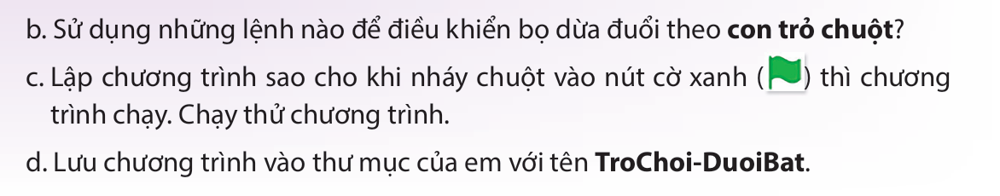 b. Sử dụng những lệnh nào để điều khiển bọ dừa đuổi theo con trỏ chuột?
c. Lập chương trình sao cho khi nháy chuột vào nút cờ xanh ( ) thì chương
trình chạy. Chạy thử chương trình.
d. Lưu chương trình vào thư mục của em với tên TroChoi-DuoiBat.